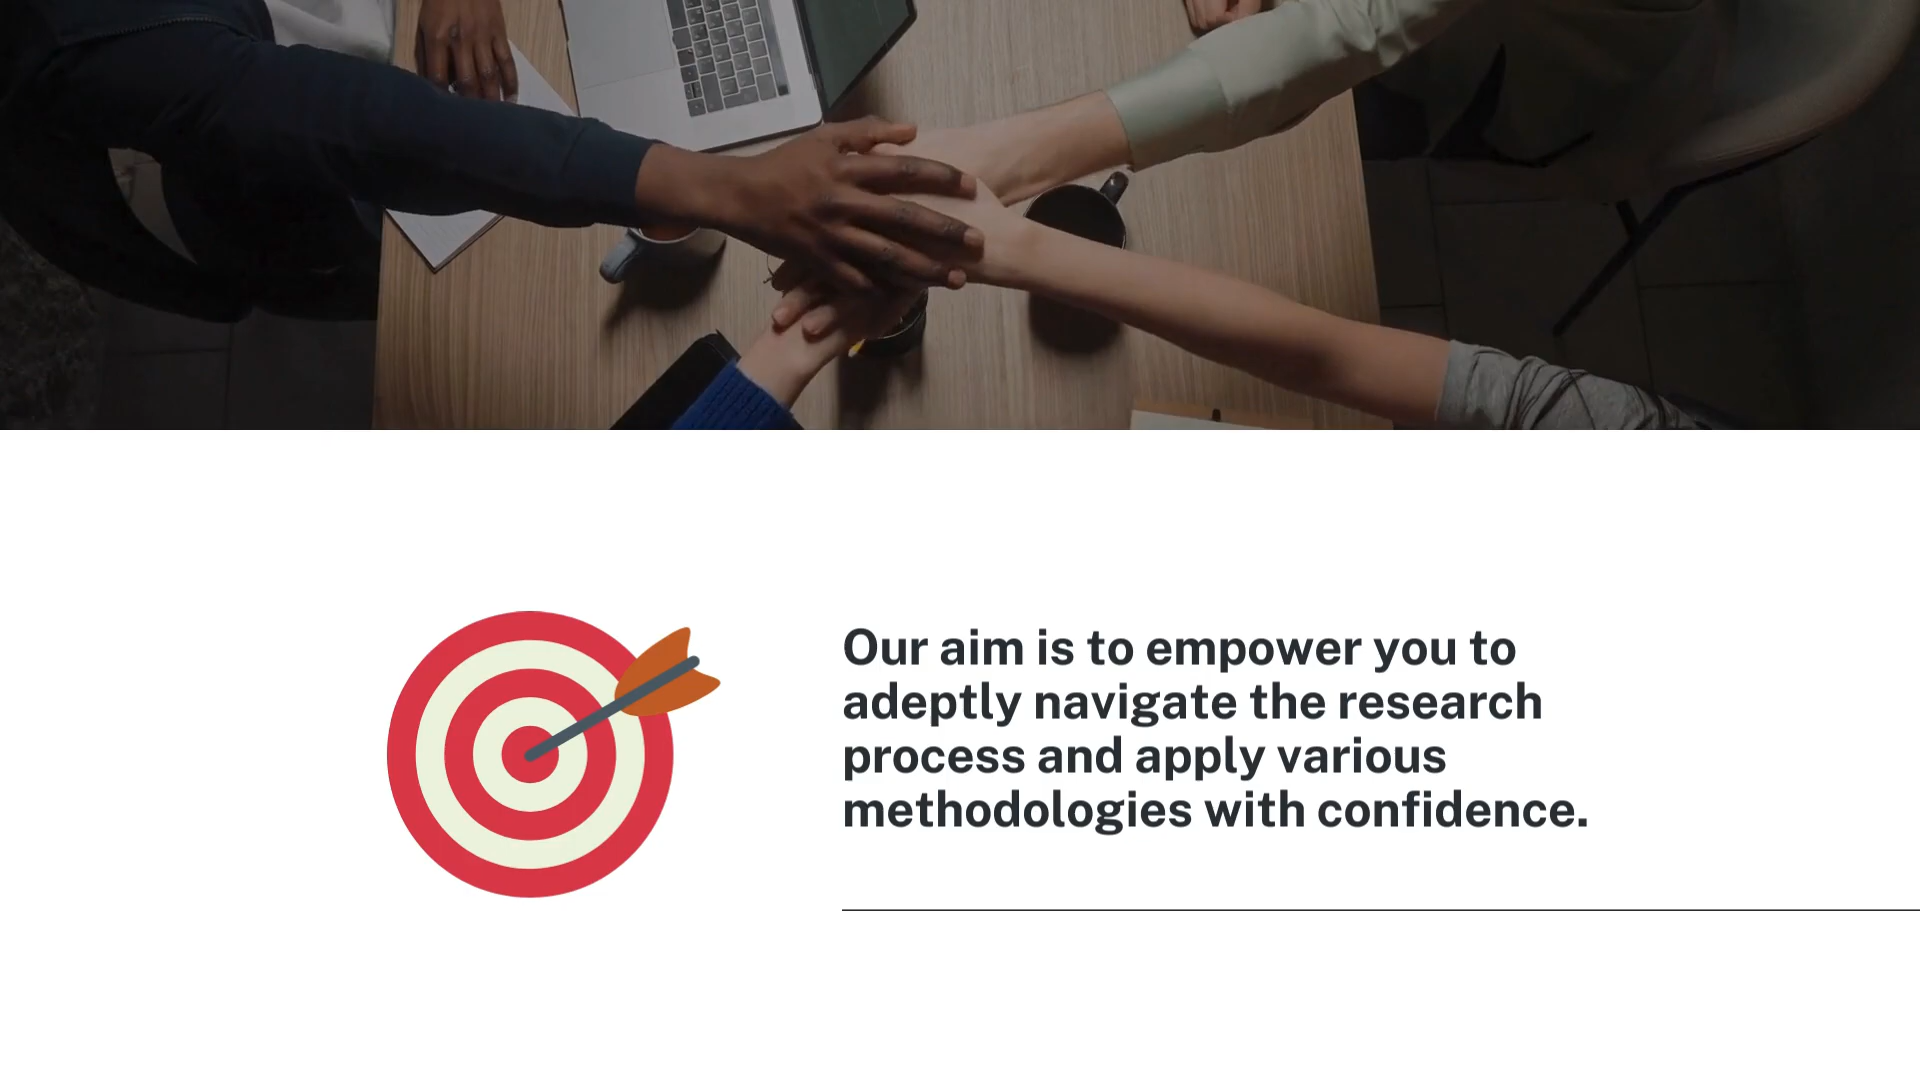 Our aim is to empower you to
adeptly navigate the research
process and apply various
methodologies with confidence.